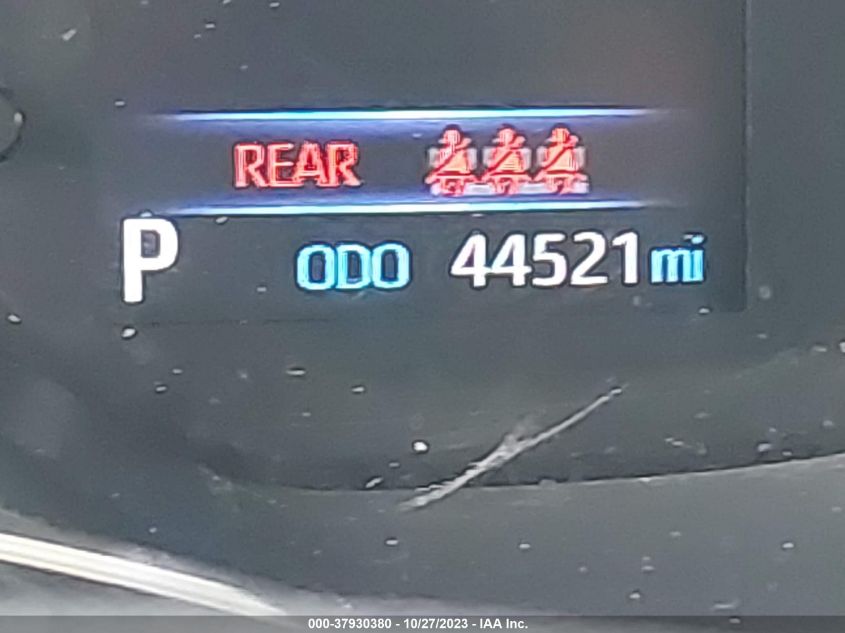 REAR
P ODO 44521 mi
000-37930380 - 10/27/2023 - IAA Inc.